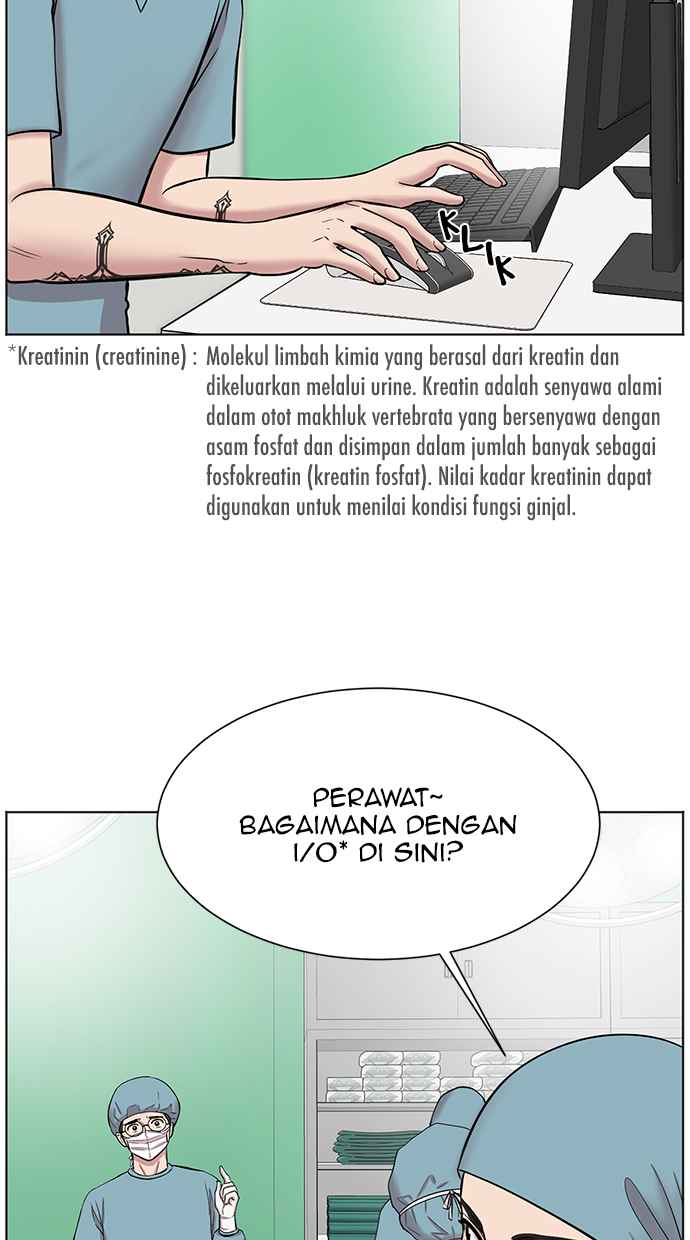 KLIK
*Kreatinin (creatinine) : Molekul limbah kimia yang berasal dari kreatin dan
dikeluarkan melalui urine. Kreatin adalah senyawa alami
dalam otot makhluk vertebrata yang bersenyawa dengan
asam fosfat dan disimpan dalam jumlah banyak sebagai
fosfokreatin (kreatin fosfat). Nilai kadar kreatinin dapat
digunakan untuk menilai kondisi fungsi ginjal.
PERAWAT~
BAGAIMANA DENGAN
I/O* DI SINI?